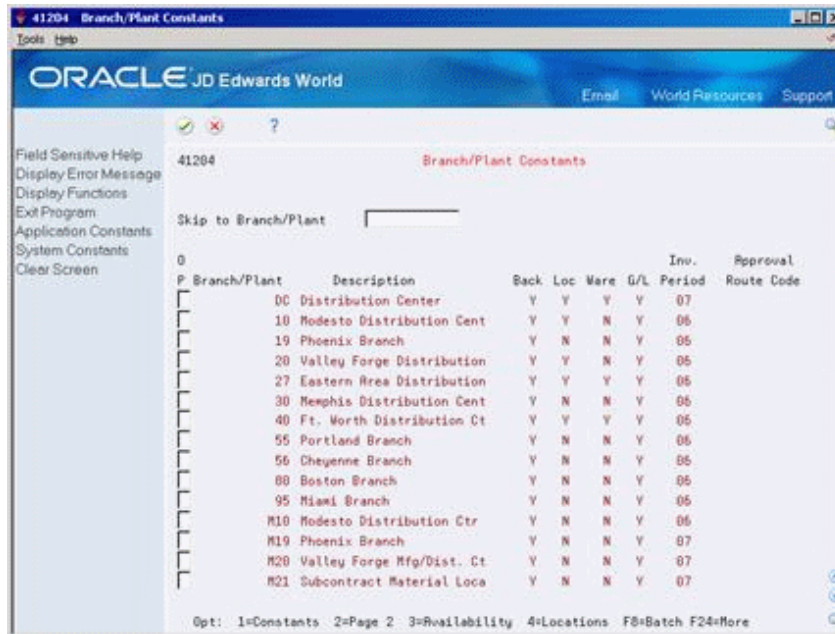 41204 Branch/Plant Constants
Tools Help
ORACLE JD Edwards World
Email World Resources Support
?
Field Sensitive Help
Display Error Message
Display Functions
Exit Program
Application Constants
System Constants
Clear Screen
41204 Branch/Plant Constants
Skip to Branch/Plant
O Inv. Approval
P Branch/Plant Description Back Loc Ware G/L Period Route Code
DC Distribution Center Y Y Y Y 07
10 Modesto Distribution Cent Y Y N Y 06
19 Phoenix Branch Y N N Y 06
20 Valley Forge Distribution Y Y N Y 06
27 Eastern Area Distribution Y Y Y Y 06
30 Memphis Distribution Cent Y N N Y 06
40 Ft. Worth Distribution Ct Y Y Y Y 06
55 Portland Branch Y N N Y 06
56 Cheyenne Branch Y N N Y 06
80 Boston Branch Y N N Y 06
95 Miami Branch Y N N Y 06
M10 Modesto Distribution Ctr Y N N Y 06
M19 Phoenix Branch Y N N Y 07
M20 Valley Forge Mfg/Dist. Ct Y N N Y 07
M21 Subcontract Material Loca Y N N Y 07
Opt: 1=Constants 2=Page 2 3=Availability 4=Locations F8=Batch F24=More